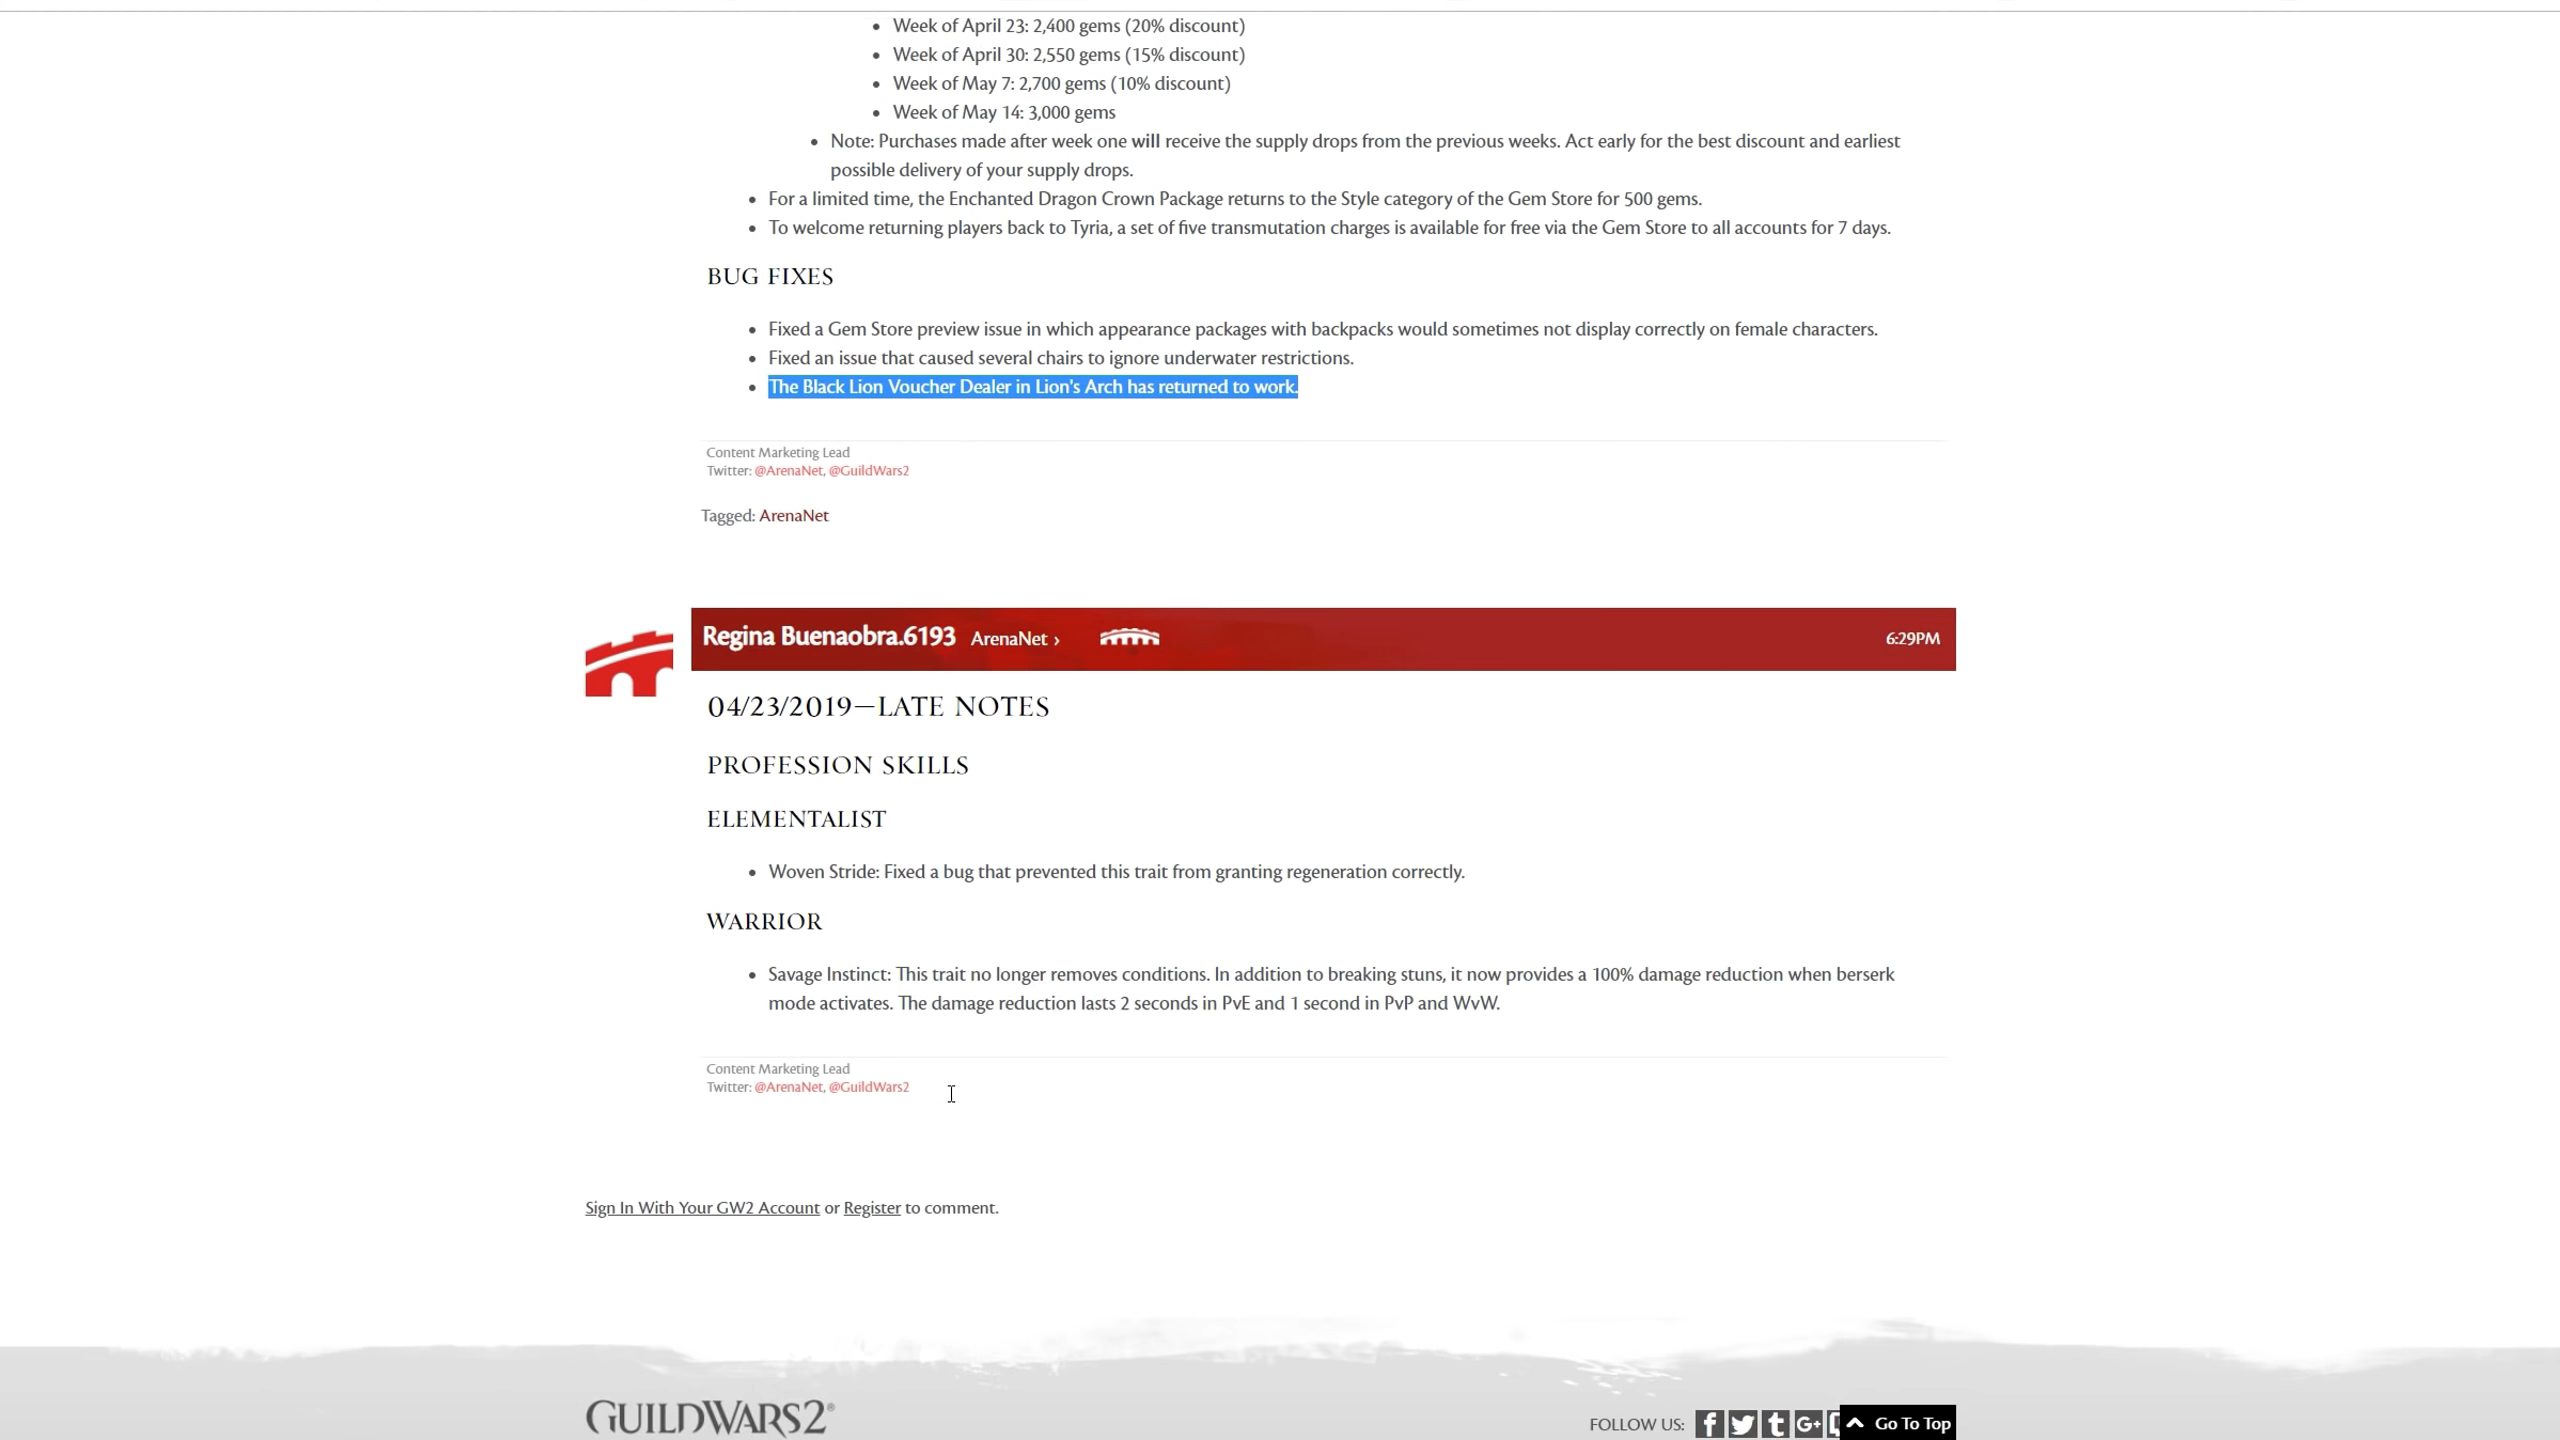 Week of April 23: 2,400 gems (20% discount)
Week of April 30: 2,550 gems (15% discount)
Week of May 7: 2,700 gems (10% discount)
Week of May 14: 3,000 gems
Note: Purchases made after week one will receive the supply drops from the previous weeks. Act early for the best discount and earliest
possible delivery of your supply drops.
For a limited time, the Enchanted Dragon Crown Package returns to the Style category of the Gem Store for 500 gems.
To welcome returning players back to Tyria, a set of five transmutation charges is available for free via the Gem Store to all accounts for 7 days.
BUG FIXES
Fixed a Gem Store preview issue in which appearance packages with backpacks would sometimes not display correctly on female characters.
Fixed an issue that caused several chairs to ignore underwater restrictions.
The Black Lion Voucher Dealer in Lion's Arch has returned to work.
Content Marketing Lead
Twitter: @ArenaNet, @GuildWars2
Tagged: ArenaNet
Regina Buenaobra.6193 ArenaNet › 6:29PM
04/23/2019—LATE NOTES
PROFESSION SKILLS
ELEMENTALIST
Woven Stride: Fixed a bug that prevented this trait from granting regeneration correctly.
WARRIOR
Savage Instinct: This trait no longer removes conditions. In addition to breaking stuns, it now provides a 100% damage reduction when berserk
mode activates. The damage reduction lasts 2 seconds in PvE and 1 second in PvP and WvW.
Content Marketing Lead
Twitter: @ArenaNet, @GuildWars2
Sign In With Your GW2 Account or Register to comment.
GUILD WARS 2® FOLLOW US: f t G+ Go To Top